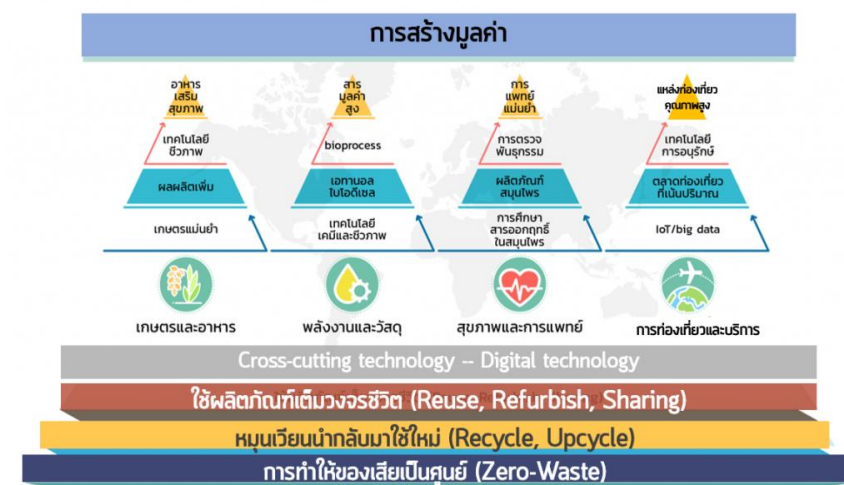 การสร้างมูลค่า
อาหาร
เสริม
สุขภาพ
เทคโนโลยี
ชีวภาพ
ผลผลิตเพิ่ม
เกษตรแม่นยำ
เกษตรและอาหาร
สาร
มูลค่า
สูง
bioprocess
เอทานอล
ไบโอดีเซล
เทคโนโลยี
เคมีและชีวภาพ
พลังงานและวัสดุ
การ
แพทย์
แม่นยำ
การตรวจ
พันธุกรรม
ผลิตภัณฑ์
สมุนไพร
การศึกษา
สารออกฤทธิ์
ในสมุนไพร
สุขภาพและการแพทย์
แหล่งท่องเที่ยว
คุณภาพสูง
เทคโนโลยี
การอนุรักษ์
ตลาดท่องเที่ยว
ที่เน้นปริมาณ
IoT/big data
การท่องเที่ยวและบริการ
Cross-cutting technology -- Digital technology
ใช้ผลิตภัณฑ์เต็มวงจรชีวิต (Reuse, Refurbish, Sharing)
หมุนเวียนนำกลับมาใช้ใหม่ (Recycle, Upcycle)
การทำให้ของเสียเป็นศูนย์ (Zero-Waste)